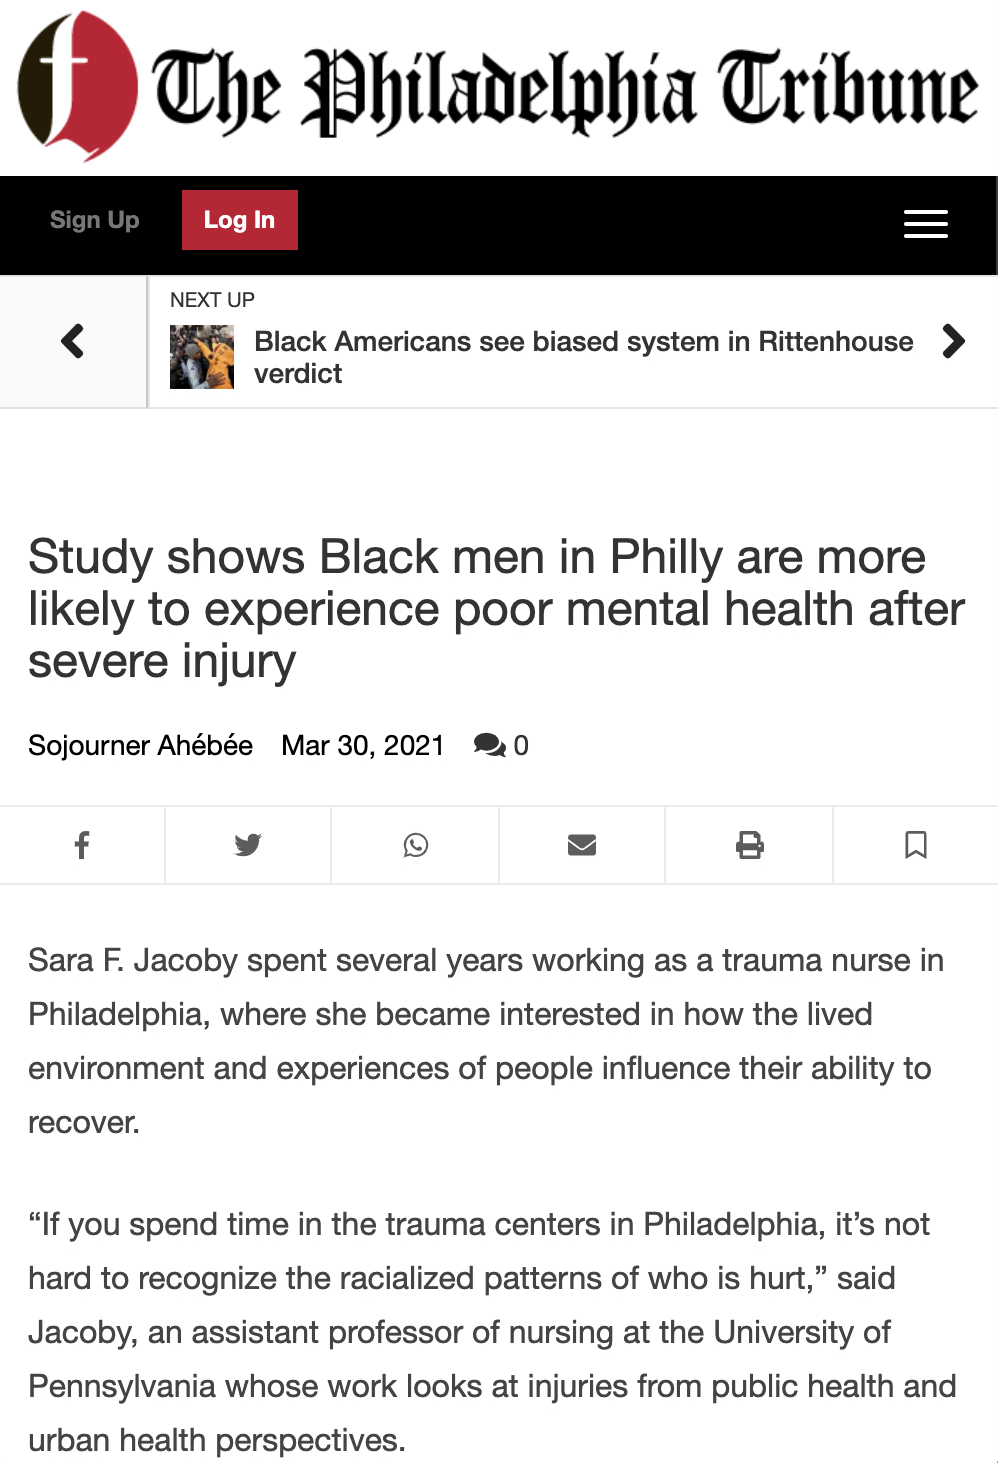 The Philadelphia Tribune
Sign Up
Log In
NEXT UP
Black Americans see biased system in Rittenhouse
verdict
Study shows Black men in Philly are more
likely to experience poor mental health after
severe injury
Sojourner Ahébée Mar 30, 2021 0
Sara F. Jacoby spent several years working as a trauma nurse in
Philadelphia, where she became interested in how the lived
environment and experiences of people influence their ability to
recover.
“If you spend time in the trauma centers in Philadelphia, it’s not
hard to recognize the racialized patterns of who is hurt,” said
Jacoby, an assistant professor of nursing at the University of
Pennsylvania whose work looks at injuries from public health and
urban health perspectives.